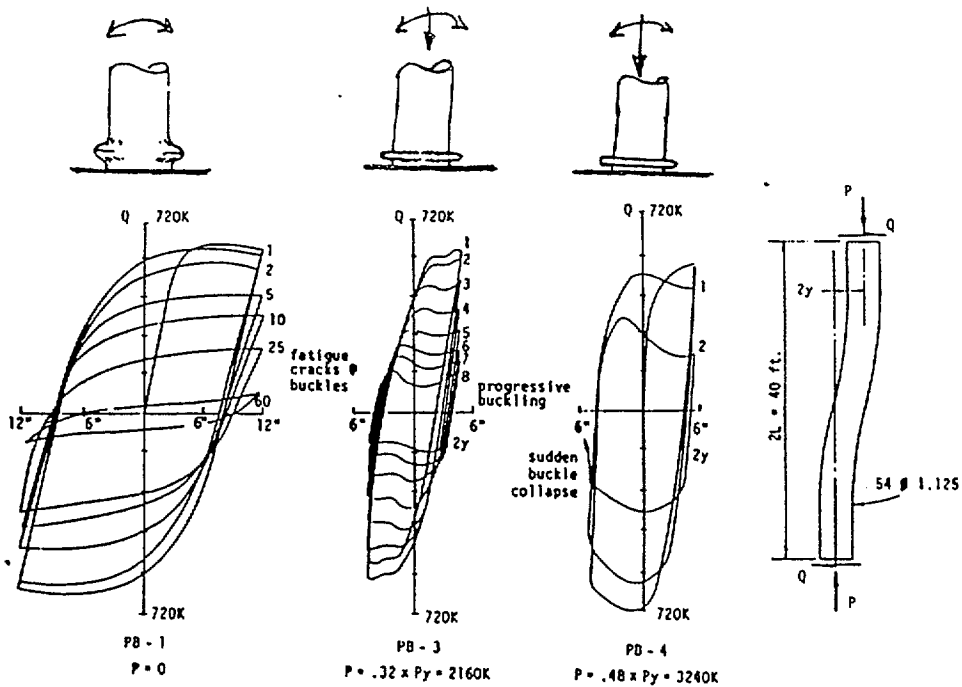 Q 720K
1
2
5
10
25
60
fatigue
cracks @
buckles
12"
6"
6"
12"
720K
PB - 1
P = 0
Q 720K
1
2
3
4
5
6
7
8
progressive
buckling
6"
6"
2y
720K
PB - 3
P = .32 x Py = 2160K
Q 720K
1
2
6"
6"
2y
sudden
buckle
collapse
720K
PB - 4
P = .48 x Py = 3240K
P
Q
2y
2L = 40 ft.
54 ø 1.125
Q
P